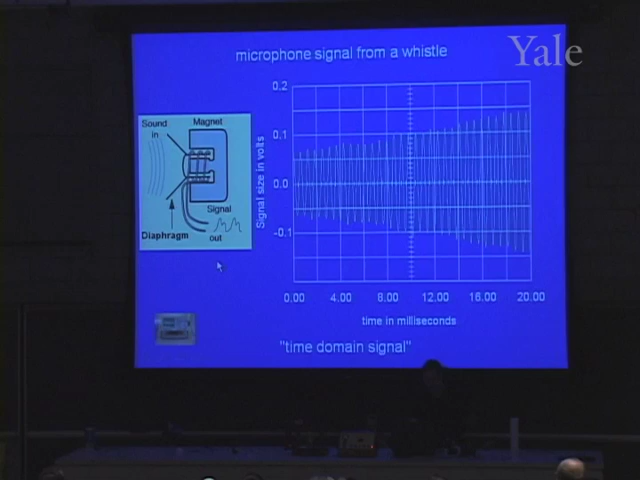 microphone signal from a whistle
Yale
Sound
in
Magnet
Diaphragm
Signal
out
Signal size in volts
0.2
0.1
0.0
-0.1
0.00 4.00 8.00 12.00 16.00 20.00
time in milliseconds
"time domain signal"